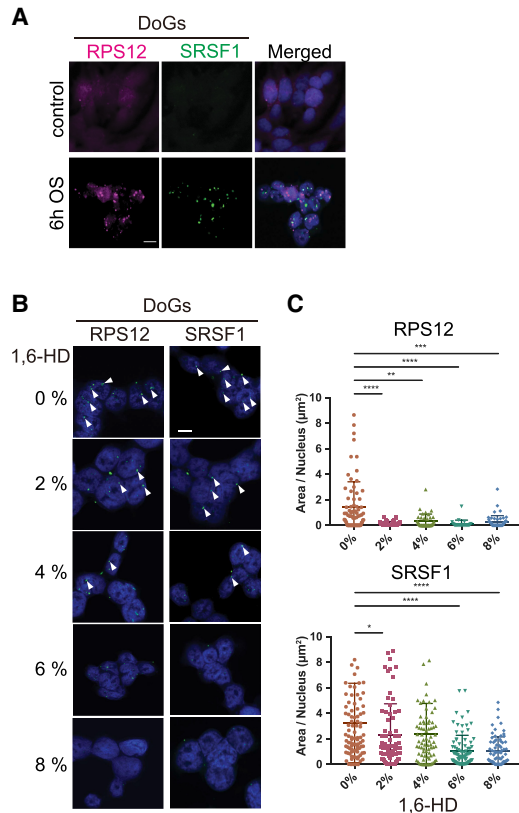 A
DoGs
RPS12 SRSF1 Merged
control
6h OS
B
DoGs
RPS12 SRSF1
1,6-HD
0 %
2 %
4 %
6 %
8 %
C
RPS12
***
****
**
****
Area / Nucleus (μm²)
10
8
6
4
2
0
0% 2% 4% 6% 8%
SRSF1
****
****
*
Area / Nucleus (μm²)
10
8
6
4
2
0
0% 2% 4% 6% 8%
1,6-HD